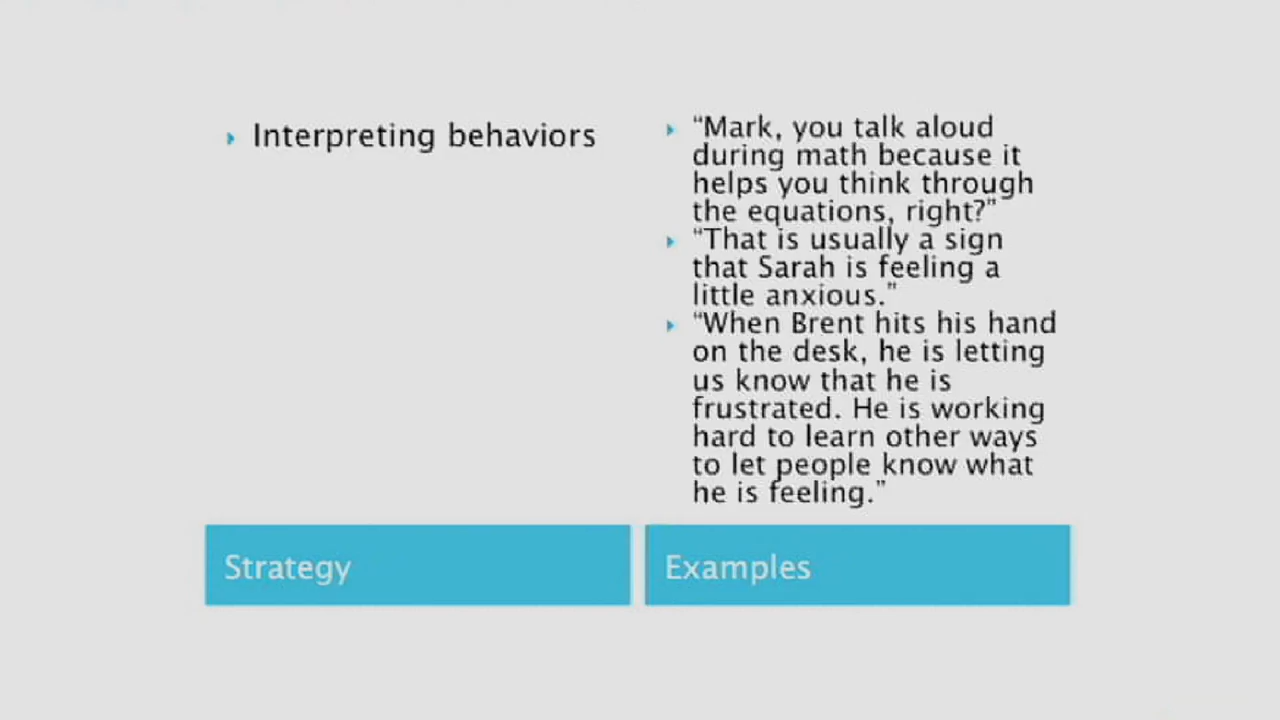 Interpreting behaviors
“Mark, you talk aloud
during math because it
helps you think through
the equations, right?”
“That is usually a sign
that Sarah is feeling a
little anxious.”
“When Brent hits his hand
on the desk, he is letting
us know that he is
frustrated. He is working
hard to learn other ways
to let people know what
he is feeling.”
Strategy
Examples